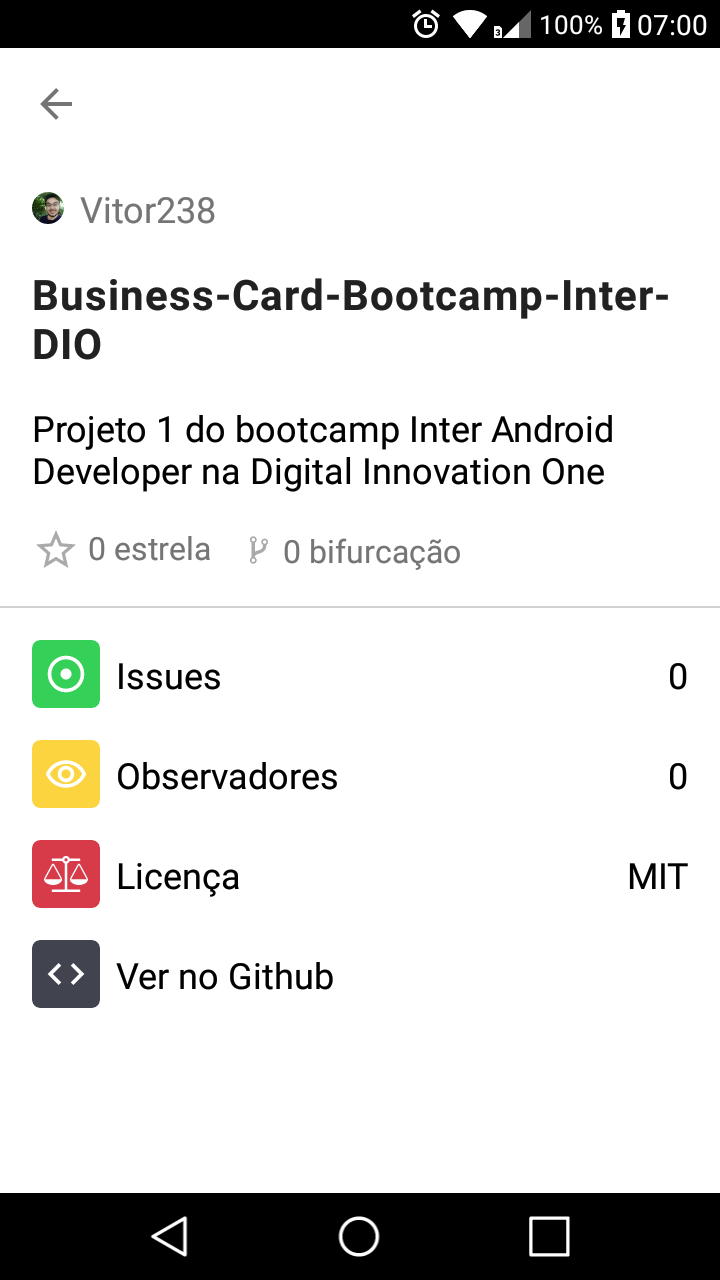 100% 07:00
Vitor238
Business-Card-Bootcamp-Inter-
DIO
Projeto 1 do bootcamp Inter Android
Developer na Digital Innovation One
0 estrela 0 bifurcação
Issues 0
Observadores 0
Licença MIT
Ver no Github